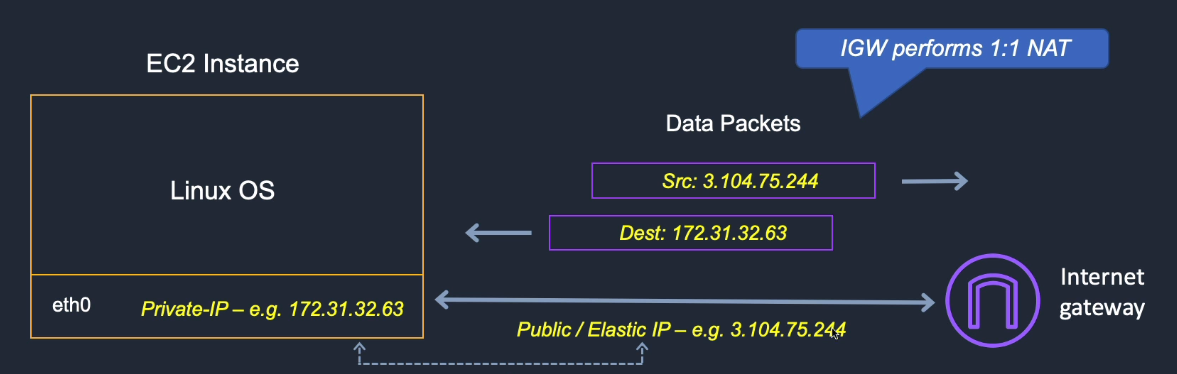 IGW performs 1:1 NAT
EC2 Instance
Data Packets
Linux OS
Src: 3.104.75.244
Dest: 172.31.32.63
eth0
Private-IP – e.g. 172.31.32.63
Public / Elastic IP – e.g. 3.104.75.244
Internet
gateway